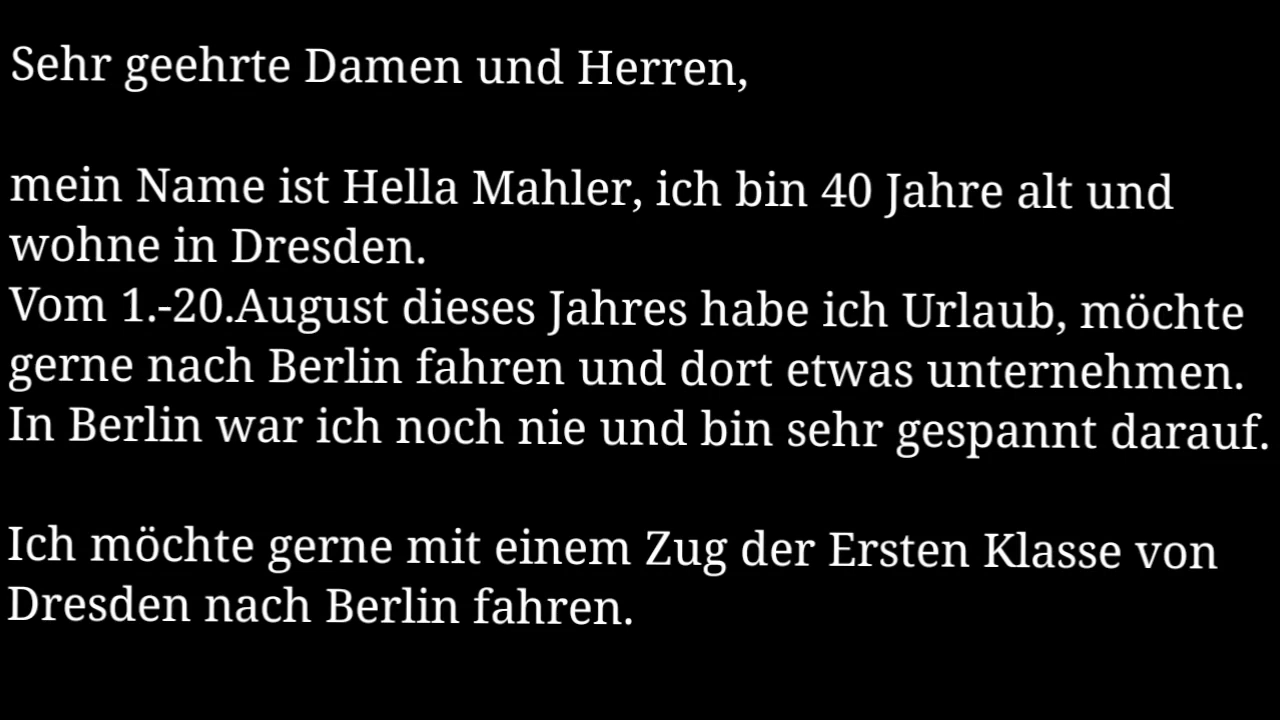 Sehr geehrte Damen und Herren,
mein Name ist Hella Mahler, ich bin 40 Jahre alt und
wohne in Dresden.
Vom 1.-20.August dieses Jahres habe ich Urlaub, möchte
gerne nach Berlin fahren und dort etwas unternehmen.
In Berlin war ich noch nie und bin sehr gespannt darauf.
Ich möchte gerne mit einem Zug der Ersten Klasse von
Dresden nach Berlin fahren.